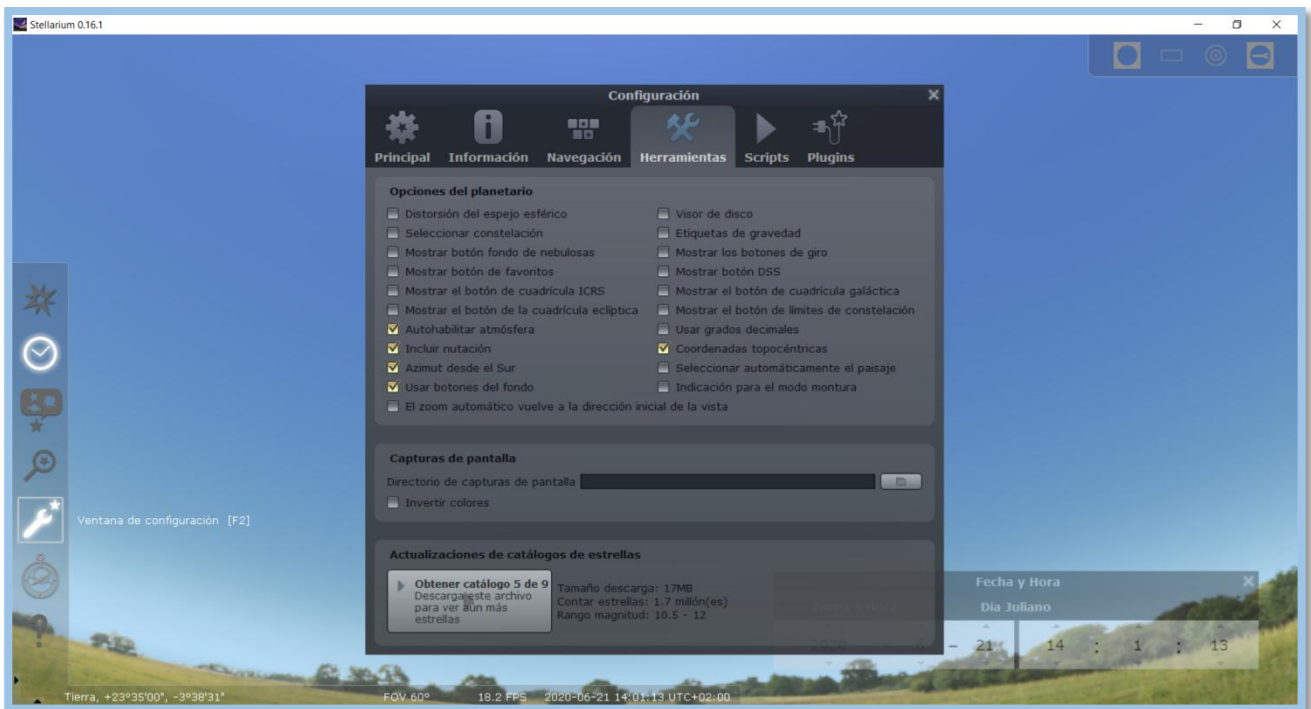 Stellarium 0.16.1
Configuración
Principal Información Navegación Herramientas Scripts Plugins
Opciones del planetario
Distorsión del espejo esférico
Visor de disco
Seleccionar constelación
Etiquetas de gravedad
Mostrar botón fondo de nebulosas
Mostrar los botones de giro
Mostrar botón de favoritos
Mostrar botón DSS
Mostrar el botón de cuadrícula ICRS
Mostrar el botón de cuadrícula galáctica
Mostrar el botón de la cuadrícula eclíptica
Mostrar el botón de límites de constelación
Autohabilitar atmósfera
Usar grados decimales
Incluir nutación
Coordenadas topocéntricas
Azimut desde el Sur
Seleccionar automáticamente el paisaje
Usar botones del fondo
Indicación para el modo montura
El zoom automático vuelve a la dirección inicial de la vista
Capturas de pantalla
Directorio de capturas de pantalla
Invertir colores
Ventana de configuración [F2]
Actualizaciones de catálogos de estrellas
Obtener catálogo 5 de 9
Descarga este archivo
para ver aún más
estrellas
Tamaño descarga: 17MB
Contar estrellas: 1.7 millón(es)
Rango magnitud: 10.5 - 12
Fecha y Hora
Fecha y Hora Día Juliano
2020 - 6 - 21 14 : 1 : 13
Tierra, +23°35'00", -3°38'31" FOV 60° 18.2 FPS 2020-06-21 14:01:13 UTC+02:00